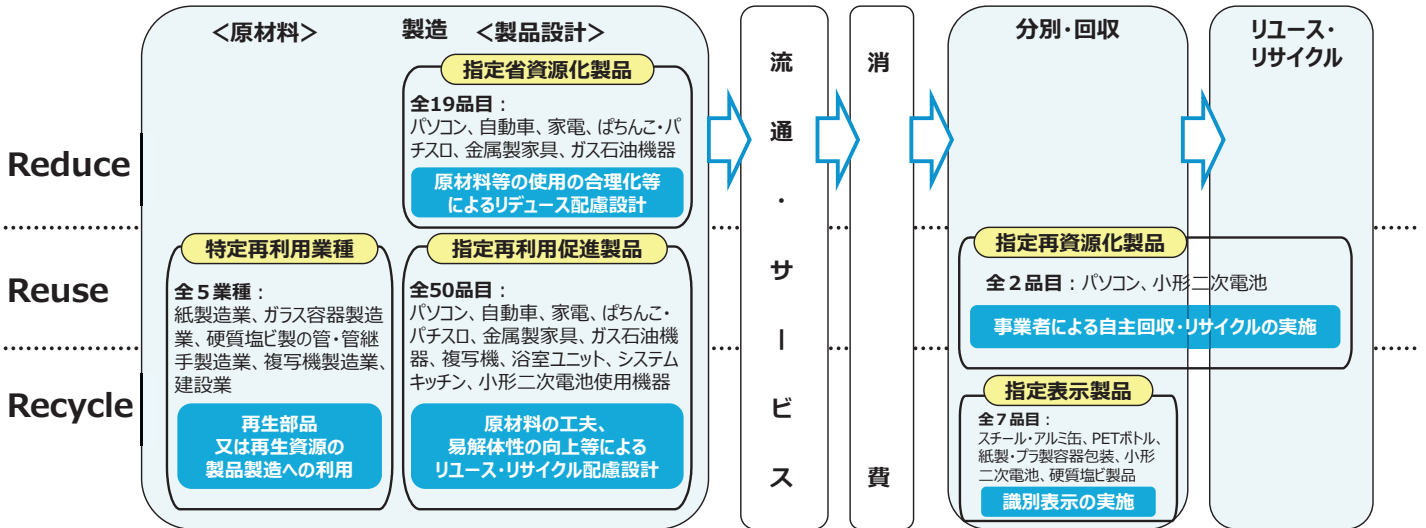 <原材料>
製造
<製品設計>
流通・サービス
消費
分別・回収
リユース・
リサイクル
Reduce
Reuse
Recycle
指定省資源化製品
全19品目：
パソコン、自動車、家電、ぱちんこ・パ
チスロ、金属製家具、ガス石油機器
原材料等の使用の合理化等
によるリデュース配慮設計
特定再利用業種
全５業種：
紙製造業、ガラス容器製造
業、硬質塩ビ製の管・管継
手製造業、複写機製造業、
建設業
再生部品
又は再生資源の
製品製造への利用
指定再利用促進製品
全50品目：
パソコン、自動車、家電、ぱちんこ・
パチスロ、金属製家具、ガス石油機
器、複写機、浴室ユニット、システム
キッチン、小形二次電池使用機器
原材料の工夫、
易解体性の向上等による
リユース・リサイクル配慮設計
指定再資源化製品
全２品目：パソコン、小形二次電池
事業者による自主回収・リサイクルの実施
指定表示製品
全７品目：
スチール・アルミ缶、PETボトル、
紙製・プラ製容器包装、小形
二次電池、硬質塩ビ製品
識別表示の実施